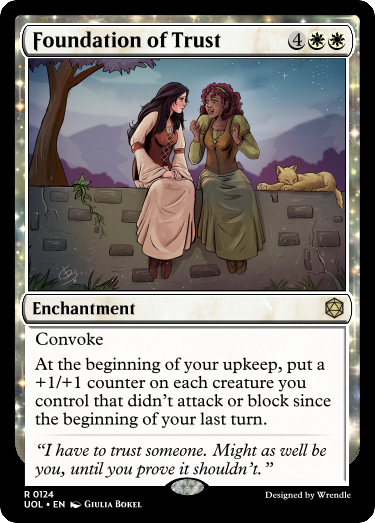 Foundation of Trust 4
Enchantment
Convoke
At the beginning of your upkeep, put a
+1/+1 counter on each creature you
control that didn't attack or block since
the beginning of your last turn.
"I have to trust someone. Might as well be
you, until you prove it shouldn't."
R 0124
UOL • EN Giulia Bokel
Designed by Wrendle